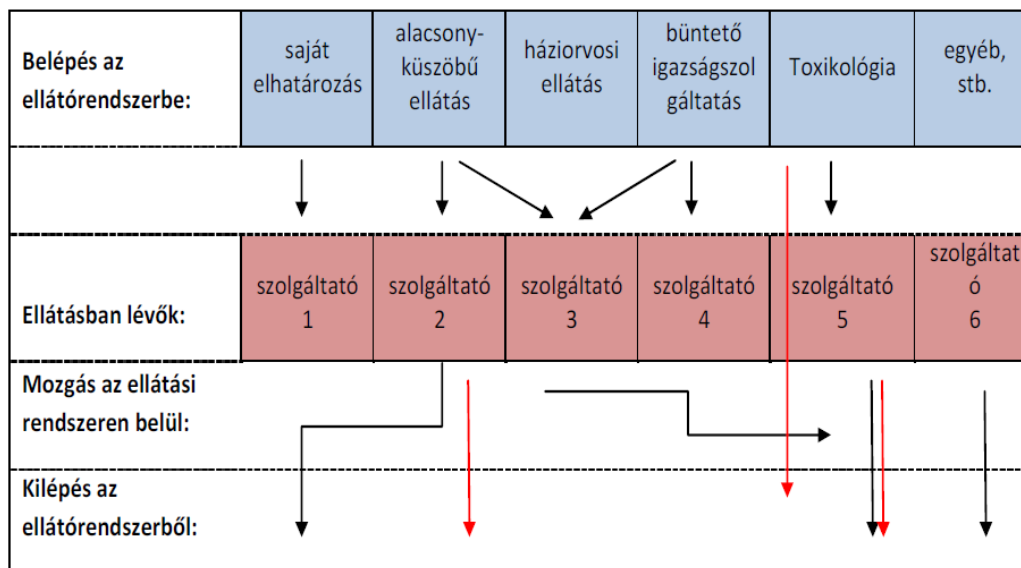 Belépés az
ellátórendszerbe:
saját
elhatározás
alacsony-
küszöbű
ellátás
háziorvosi
ellátás
büntető
igazságszol
gáltatás
Toxikológia
egyéb,
stb.
Ellátásban lévők:
szolgáltató
1
szolgáltató
2
szolgáltató
3
szolgáltató
4
szolgáltató
5
szolgáltat
ó
6
Mozgás az ellátási
rendszeren belül:
Kilépés az
ellátórendszerből: